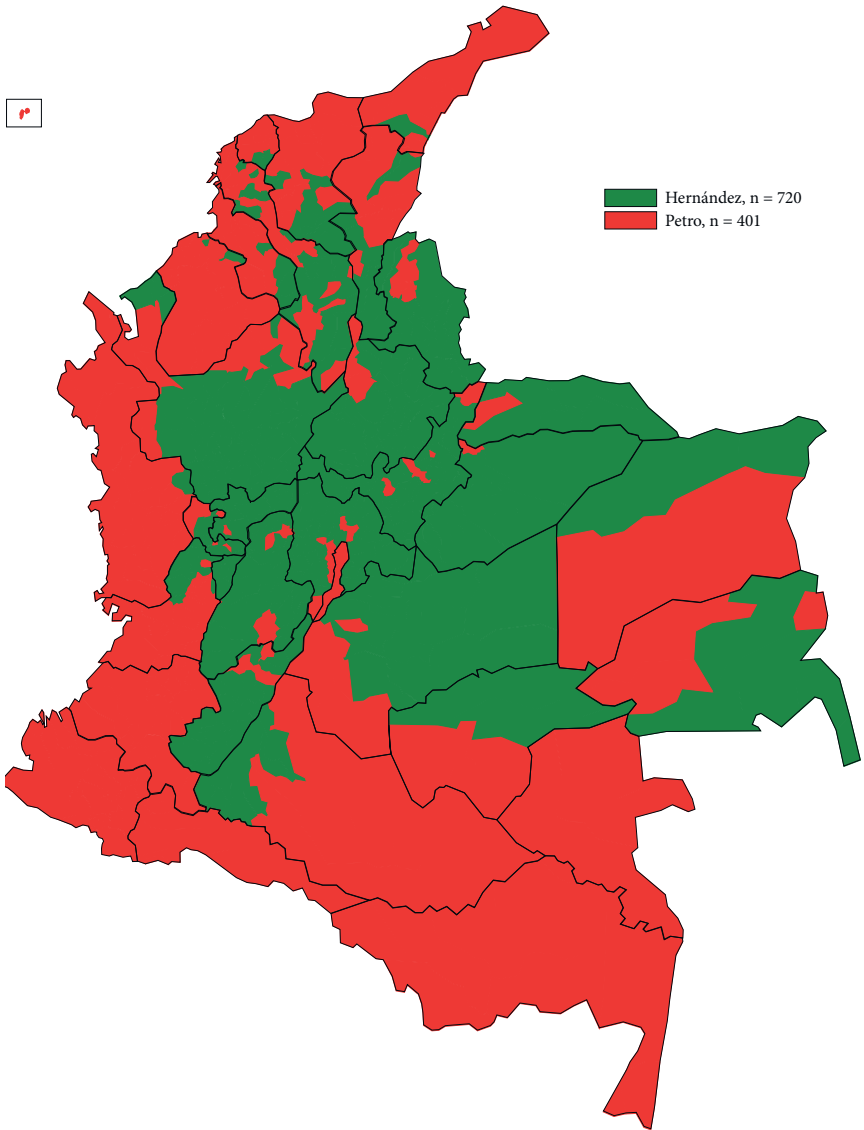 Hernández, n = 720
Petro, n = 401